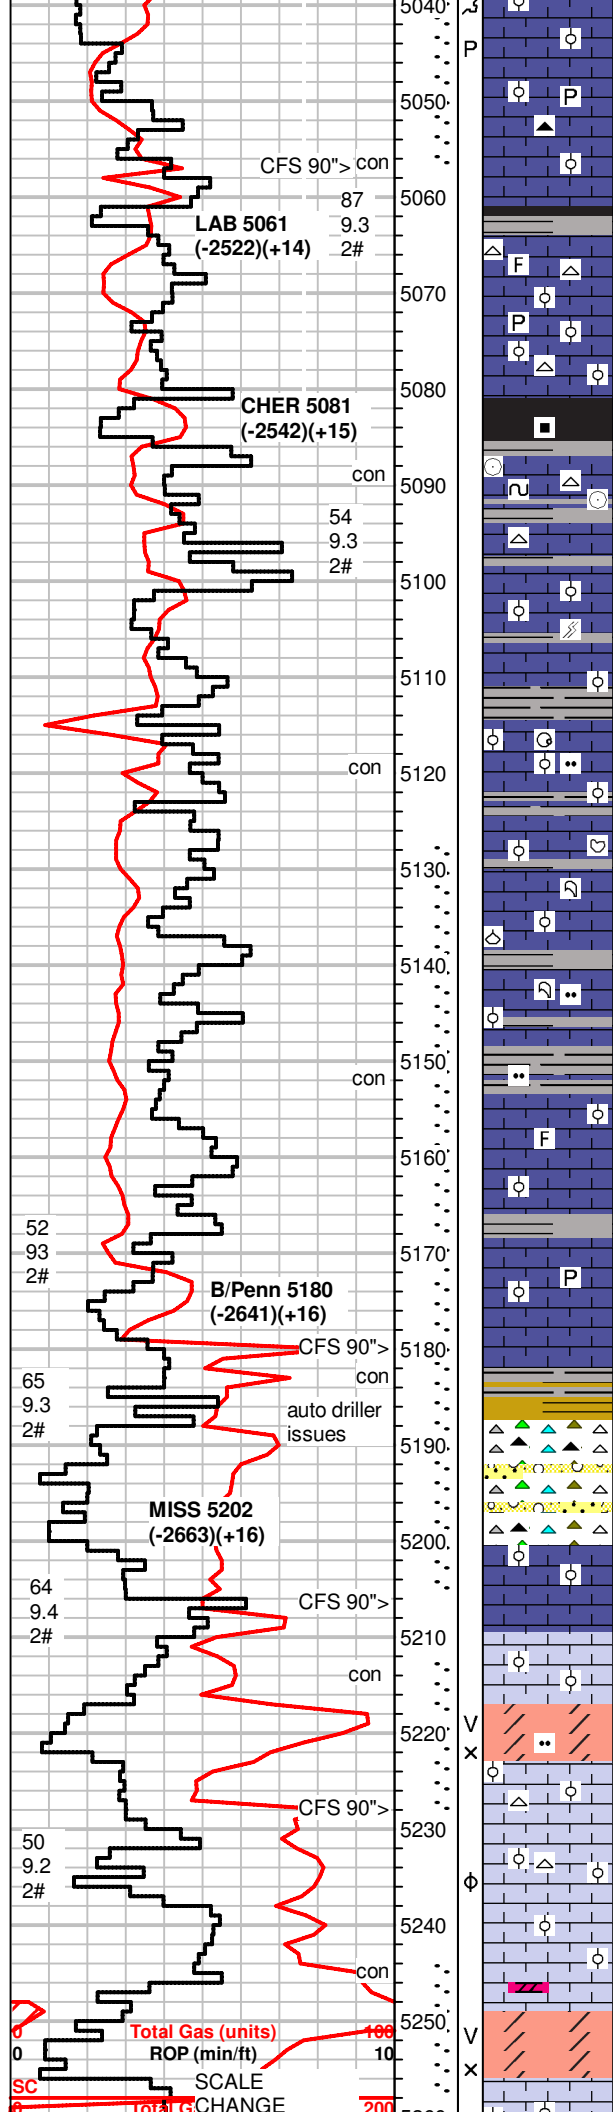 5040
P
5050
P
CFS 90"> con
5060
87
LAB 5061
9.3
(-2522)(+14)
2#
F
5070
P
5080
CHER 5081
(-2542)(+15)
con
5090
54
9.3
2#
5100
5110
con
5120
5130
5140
5150
con
F
5160
52
93
2#
5170
P
B/Penn 5180
(-2641)(+16)
CFS 90">
5180
con
65
9.3
2#
auto driller
issues
5190
MISS 5202
(-2663)(+16)
5200
64
9.4
2#
CFS 90">
5210
con
V
5220
x
CFS 90">
5230
50
9.2
2#
ϕ
5240
con
5250
0 Total Gas (units) 100
0 ROP (min/ft) 10
V
x
SC
SCALE
CHANGE
0 Total G 200